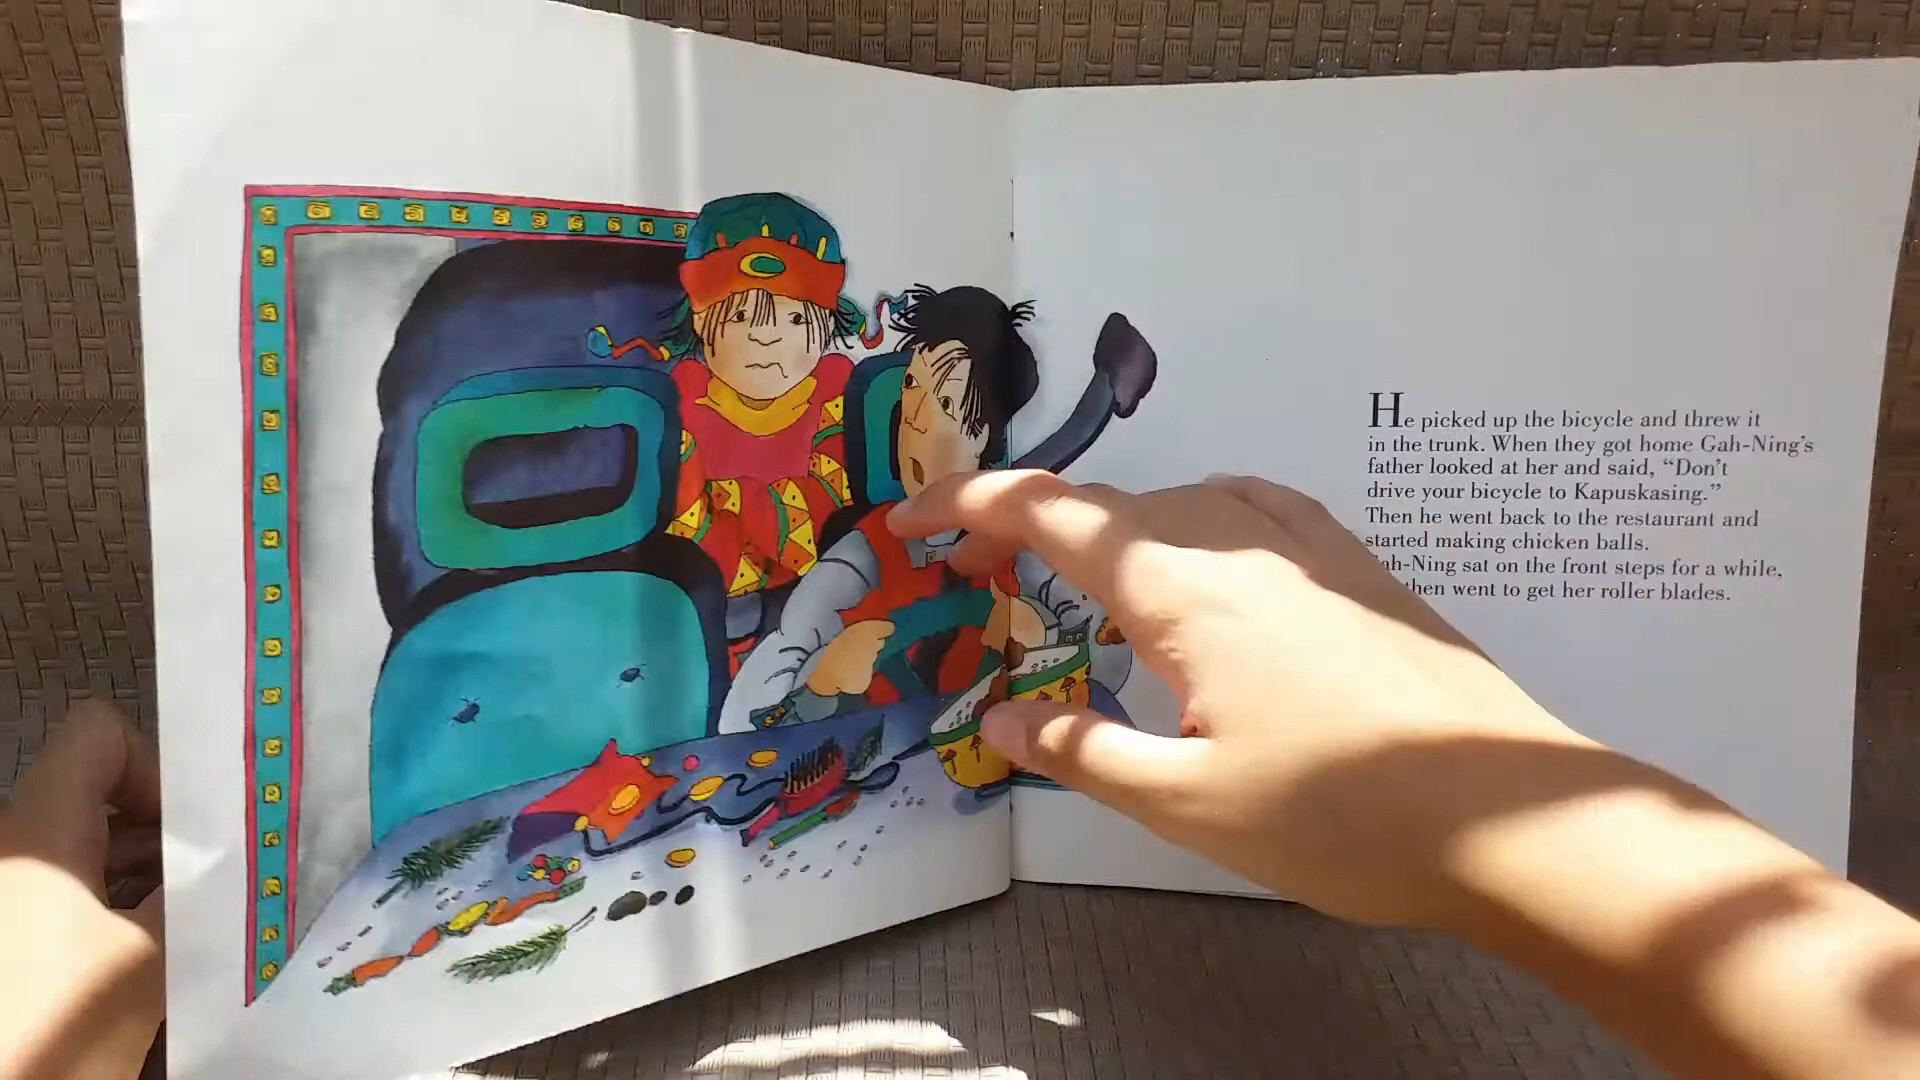 He picked up the bicycle and threw it
in the trunk. When they got home Gah-Ning's
father looked at her and said, “Don't
drive your bicycle to Kapuskasing.”
Then he went back to the restaurant and
started making chicken balls.
ah-Ning sat on the front steps for a while,
then went to get her roller blades.